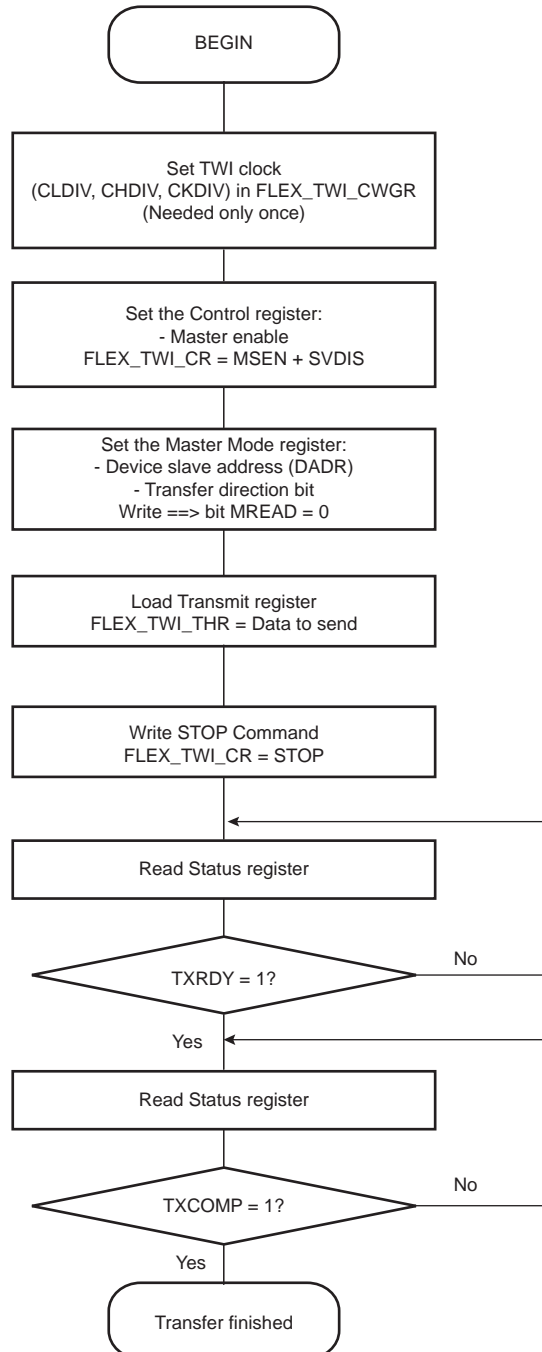 BEGIN
Set TWI clock
(CLDIV, CHDIV, CKDIV) in FLEX_TWI_CWGR
(Needed only once)
Set the Control register:
- Master enable
FLEX_TWI_CR = MSEN + SVDIS
Set the Master Mode register:
- Device slave address (DADR)
- Transfer direction bit
Write ==> bit MREAD = 0
Load Transmit register
FLEX_TWI_THR = Data to send
Write STOP Command
FLEX_TWI_CR = STOP
Read Status register
TXRDY = 1?
No
Yes
Read Status register
TXCOMP = 1?
No
Yes
Transfer finished